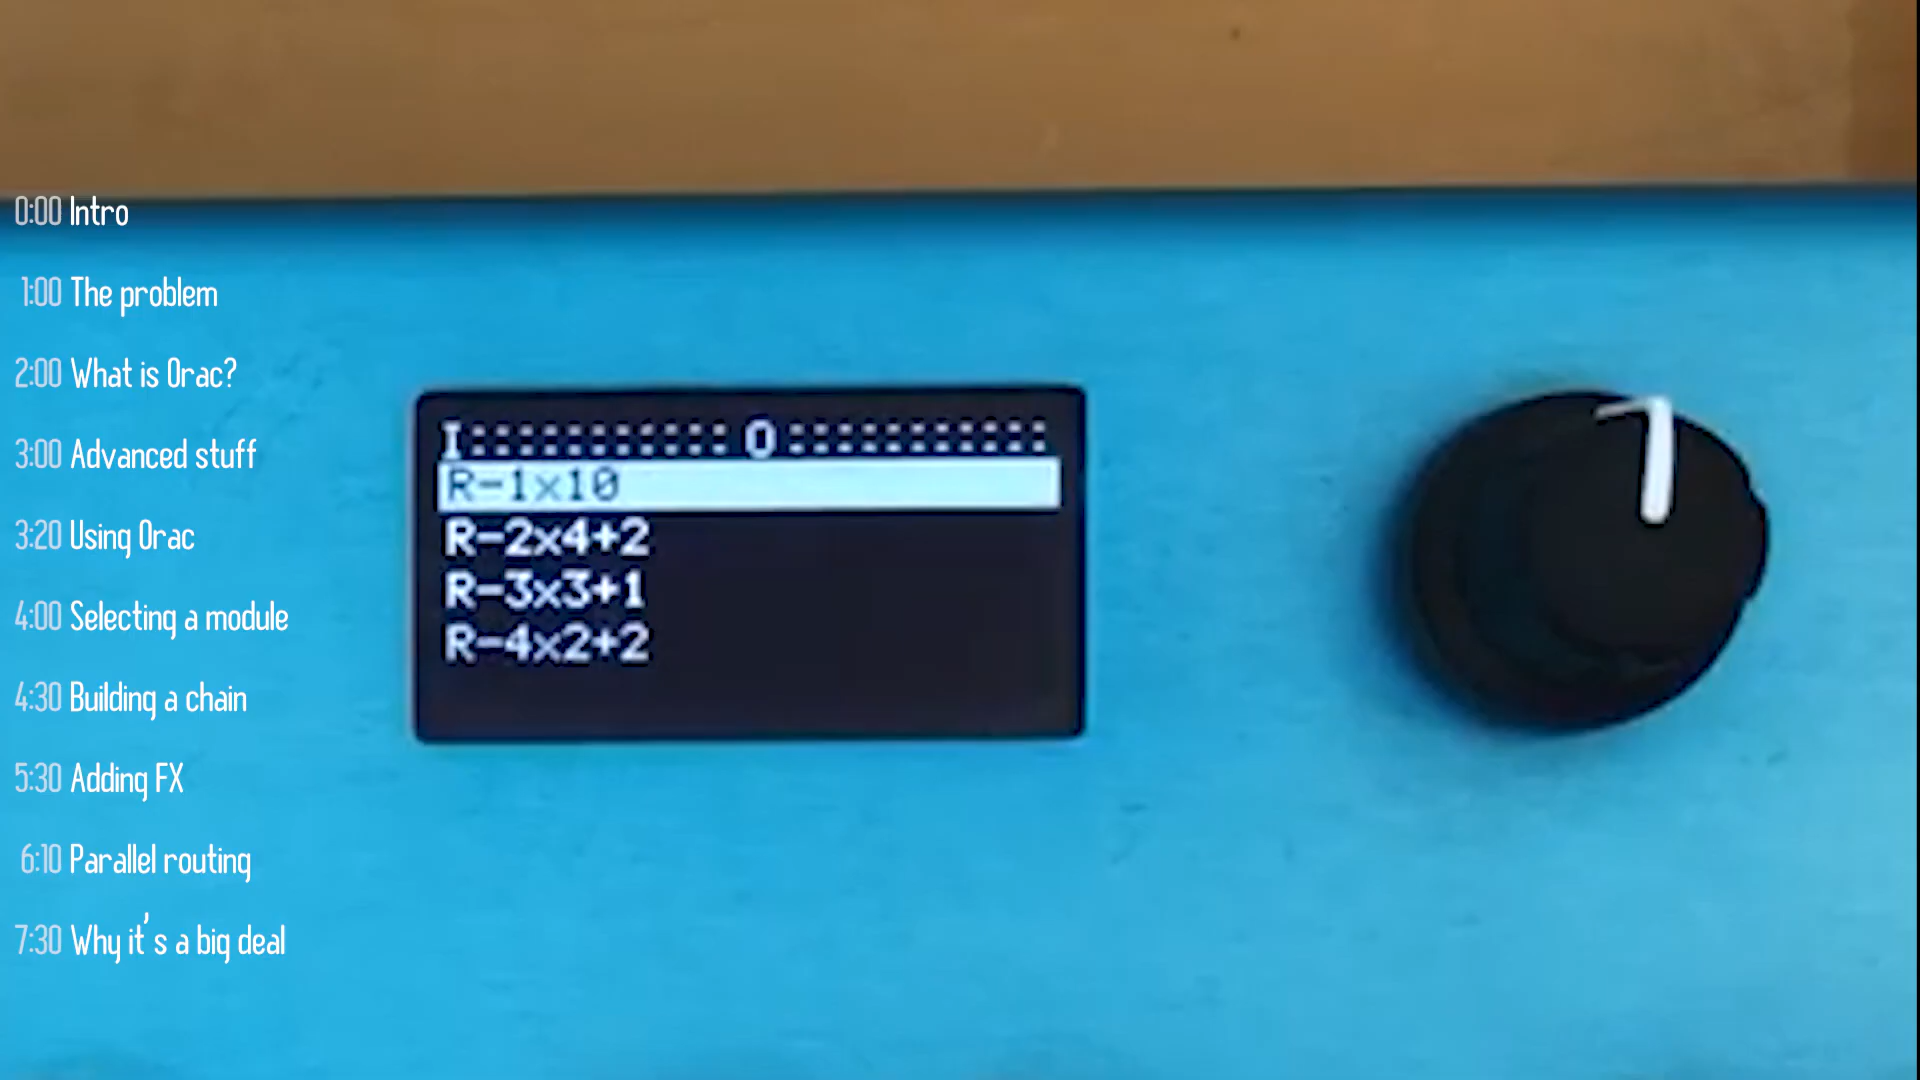 0:00 Intro
1:00 The problem
2:00 What is Orac?
3:00 Advanced stuff
3:20 Using Orac
4:00 Selecting a module
4:30 Building a chain
5:30 Adding FX
6:10 Parallel routing
7:30 Why it's a big deal
I::::::::::: O :::::::::::
R-1x10
R-2x4+2
R-3x3+1
R-4x2+2